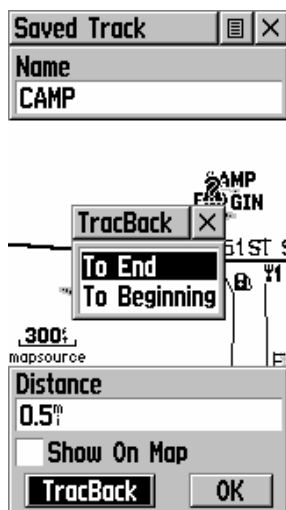 Saved Track
Name
CAMP
AMP
GIN
TracBack
51ST S
To End
To Beginning
300ft
mapsource
Distance
0.5mi
Show On Map
TracBack
OK